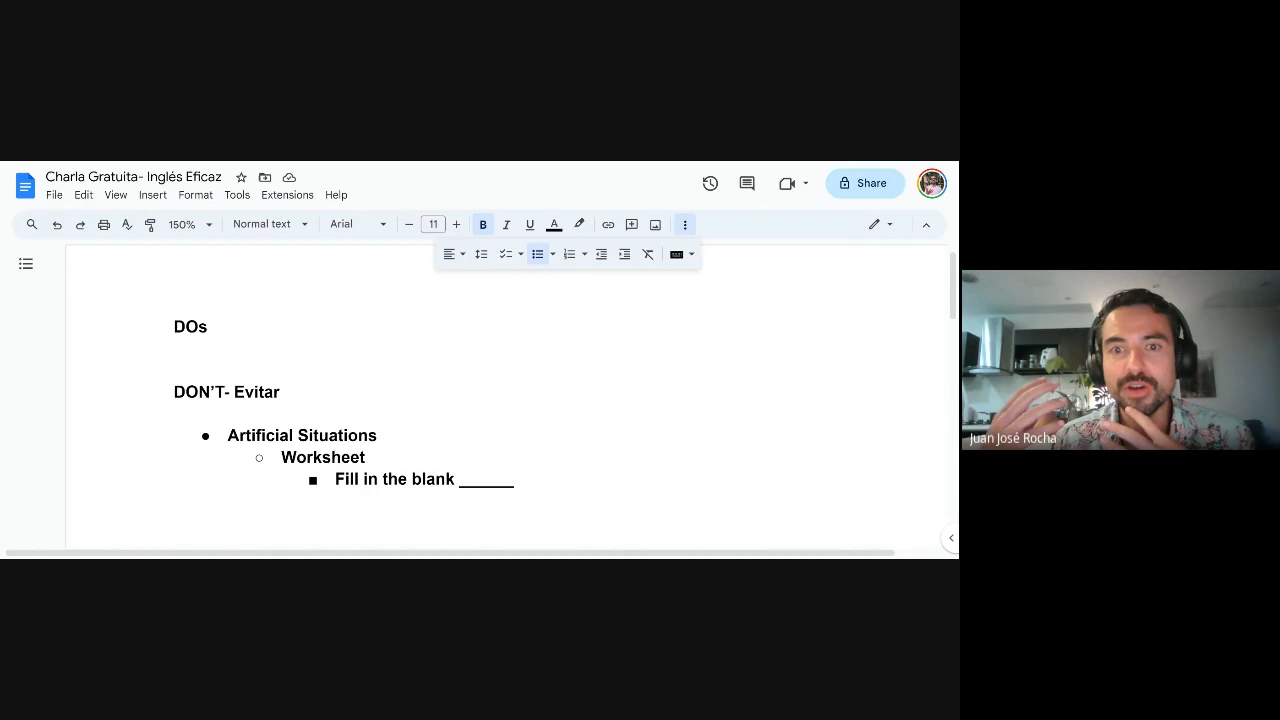 Charla Gratuita- Inglés Eficaz
File Edit View Insert Format Tools Extensions Help
Share
150% Normal text Arial 11 B I U A
DOs
DON'T- Evitar
Artificial Situations
Worksheet
Fill in the blank ______
Juan José Rocha